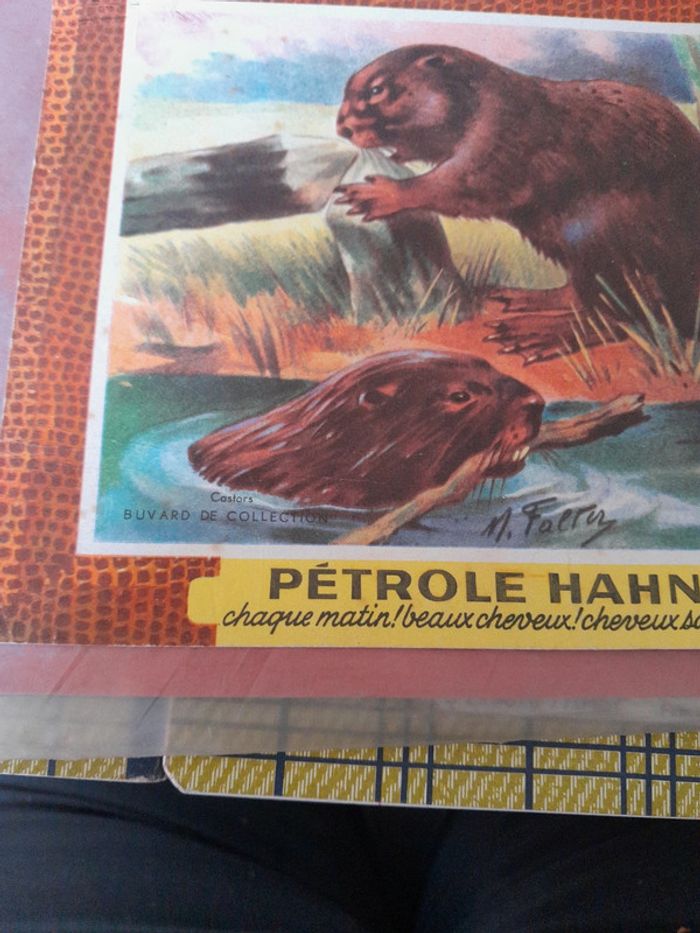 Castors
BUVARD DE COLLECTION
PÉTROLE HAHN
chaque matin! beaux cheveux! cheveux